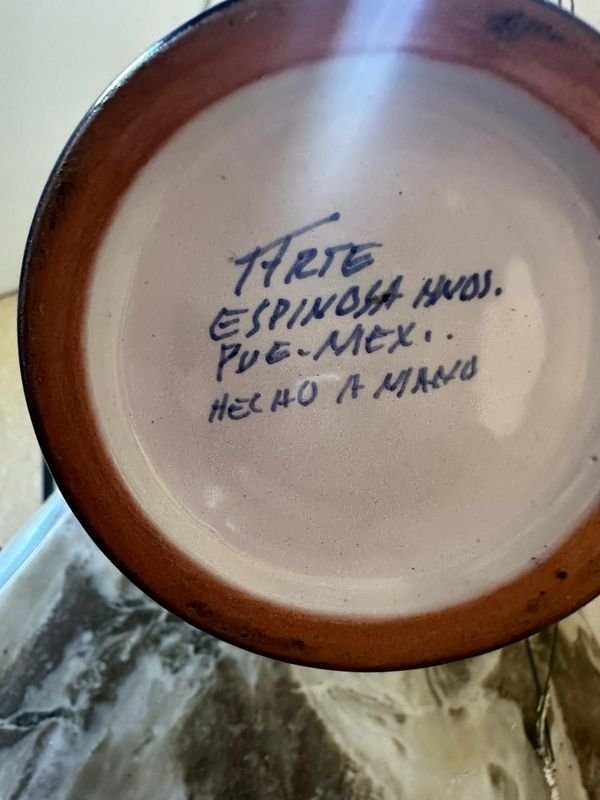 Arte
ESPINOSA HNOS.
PUE. MEX..
HECHO A MANO